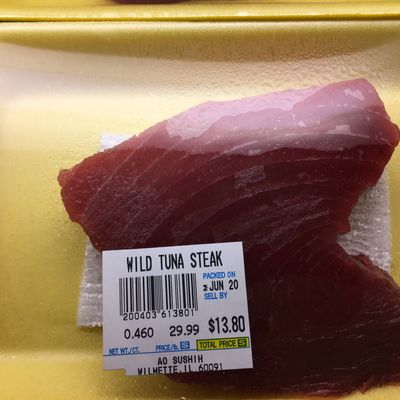 WILD TUNA STEAK
PACKED ON
JUN 20
SELL BY
200403 613801
0.460 29.99 $13.80
NET WT./CT. PRICE/lb. S TOTAL PRICE S
AO SUSHIH
WILMETTE,IL 60091